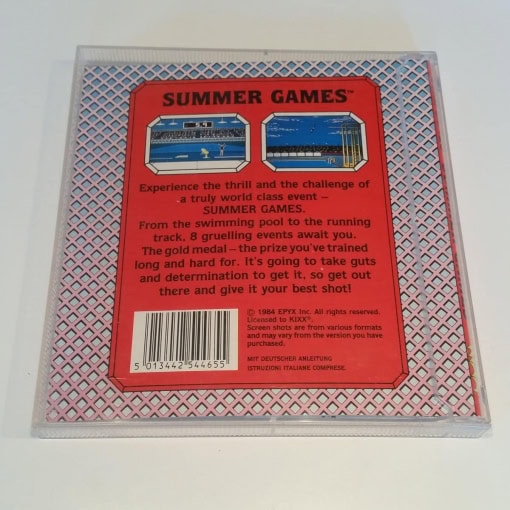 SUMMER GAMES™
Experience the thrill and the challenge of
a truly world class event –
SUMMER GAMES.
From the swimming pool to the running
track, 8 gruelling events await you.
The gold medal – the prize you've trained
long and hard for. It's going to take guts
and determination to get it, so get out
there and give it your best shot!
© 1984 EPYX Inc. All rights reserved.
Licensed to KIXX®.
Screen shots are from various formats
and may vary from the version you have
purchased.
MIT DEUTSCHER ANLEITUNG
ISTRUZIONI ITALIANE COMPRESE.
5 013442 544655